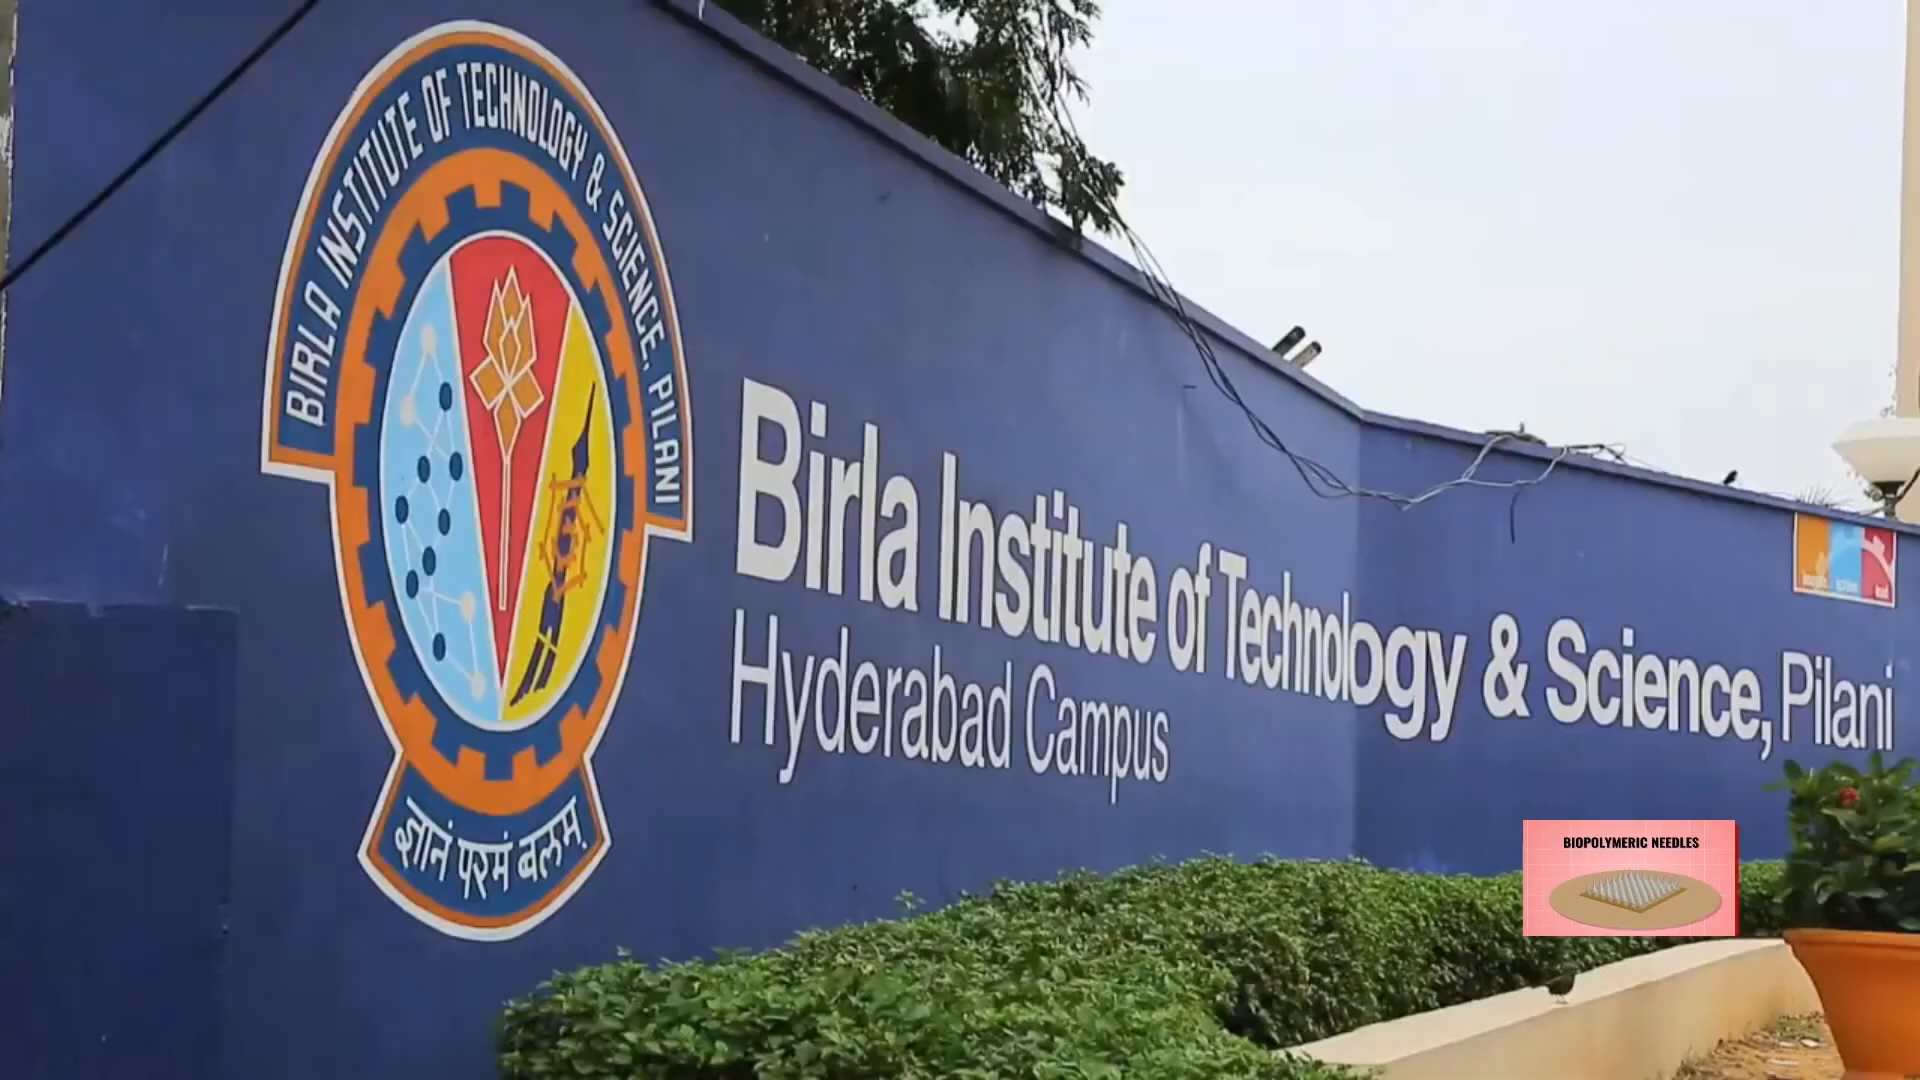 BIRLA INSTITUTE OF TECHNOLOGY & SCIENCE, PILANI
ज्ञानं परमं बलम्
Birla Institute of Technology & Science, Pilani
Hyderabad Campus
BIOPOLYMERIC NEEDLES